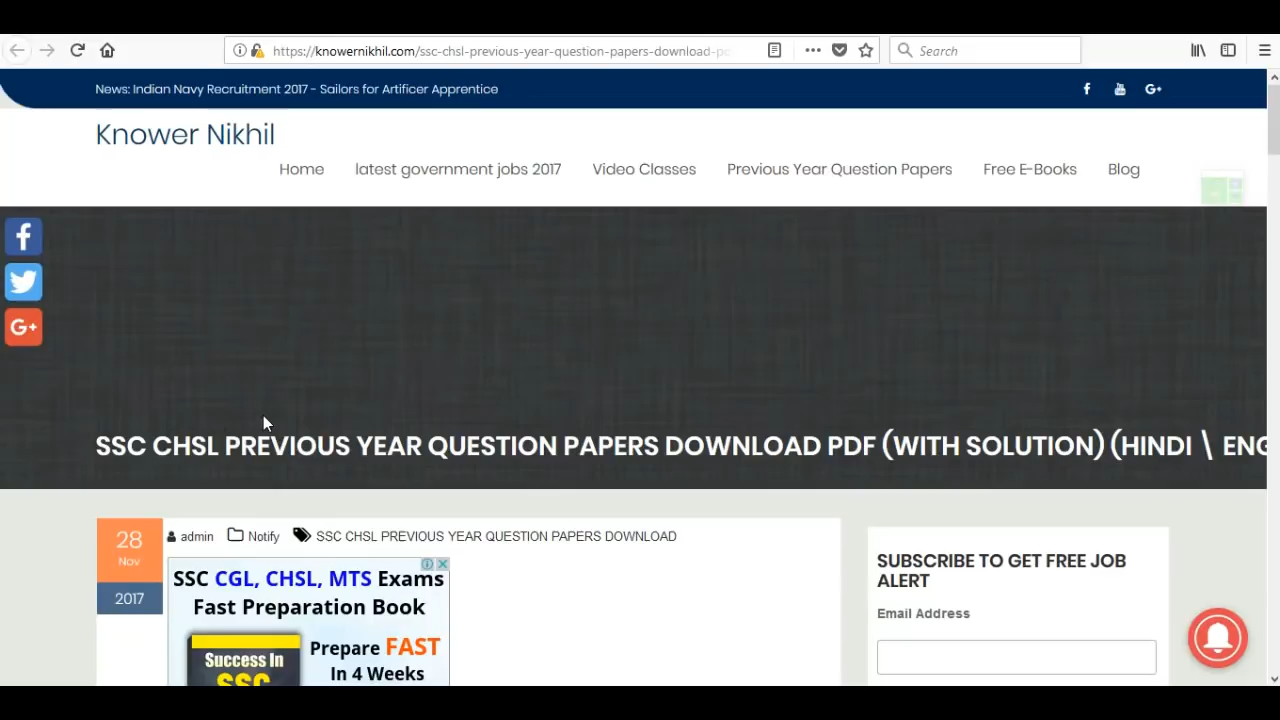 https://knowernikhil.com/ssc-chsl-previous-year-question-papers-download-
Search
News: Indian Navy Recruitment 2017 - Sailors for Artificer Apprentice
G+
Knower Nikhil
Home
latest government jobs 2017
Video Classes
Previous Year Question Papers
Free E-Books
Blog
G+
SSC CHSL PREVIOUS YEAR QUESTION PAPERS DOWNLOAD PDF (WITH SOLUTION) (HINDI \ ENG
28
Nov
2017
admin
Notify
SSC CHSL PREVIOUS YEAR QUESTION PAPERS DOWNLOAD
SSC CGL, CHSL, MTS Exams
Fast Preparation Book
Success In
SSC
Prepare FAST
In 4 Weeks
SUBSCRIBE TO GET FREE JOB
ALERT
Email Address